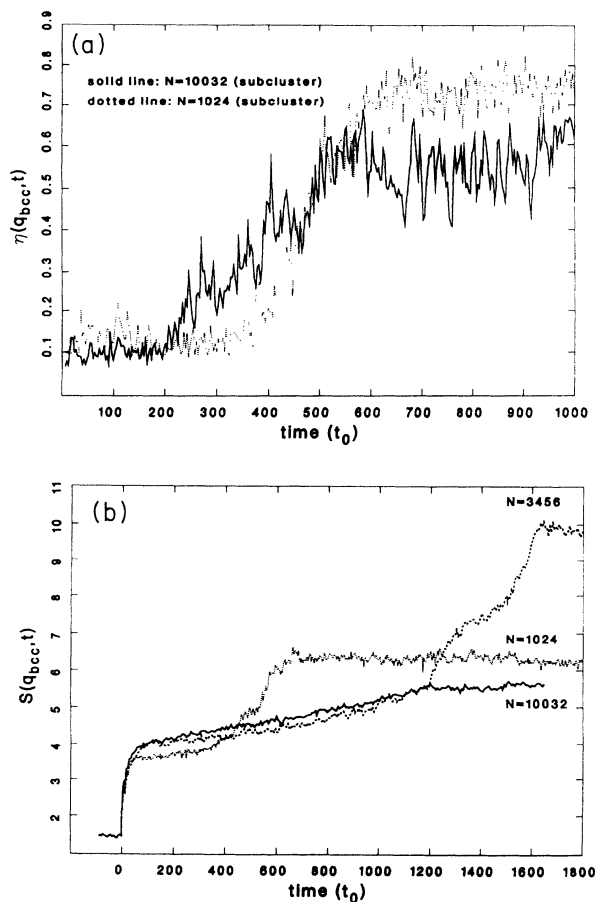 (a)
solid line: N=10032 (subcluster)
dotted line: N=1024 (subcluster)
η(q_bcc,t)
0.9
0.8
0.7
0.6
0.5
0.4
0.3
0.2
0.1
100 200 300 400 500 600 700 800 900 1000
time (t₀)
(b)
S(q_bcc,t)
11
10
9
8
7
6
5
4
3
2
N=3456
N=1024
N=10032
0 200 400 600 800 1000 1200 1400 1600 1800
time (t₀)